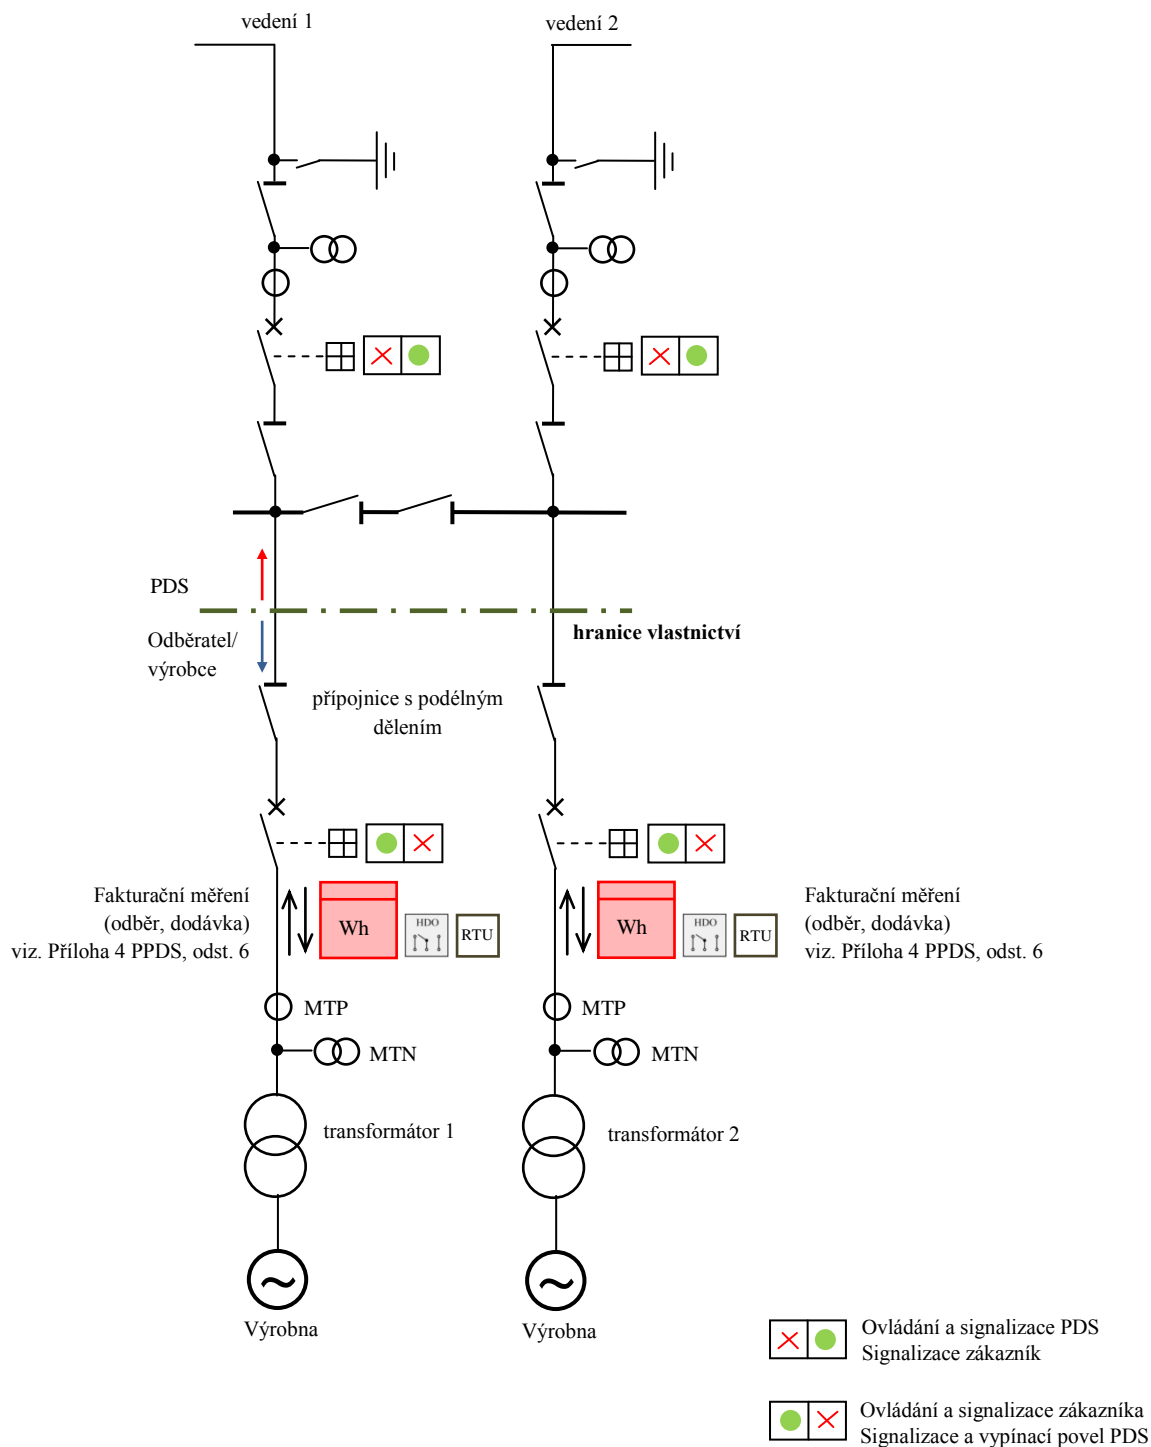 vedení 1
vedení 2
PDS
Odběratel/
výrobce
hranice vlastnictví
přípojnice s podélným
dělením
Fakturační měření
(odběr, dodávka)
viz. Příloha 4 PPDS, odst. 6
Wh
HDO
RTU
Wh
HDO
RTU
Fakturační měření
(odběr, dodávka)
viz. Příloha 4 PPDS, odst. 6
MTP
MTP
MTN
MTN
transformátor 1
transformátor 2
Výrobna
Výrobna
Ovládání a signalizace PDS
Signalizace zákazník
Ovládání a signalizace zákazníka
Signalizace a vypínací povel PDS